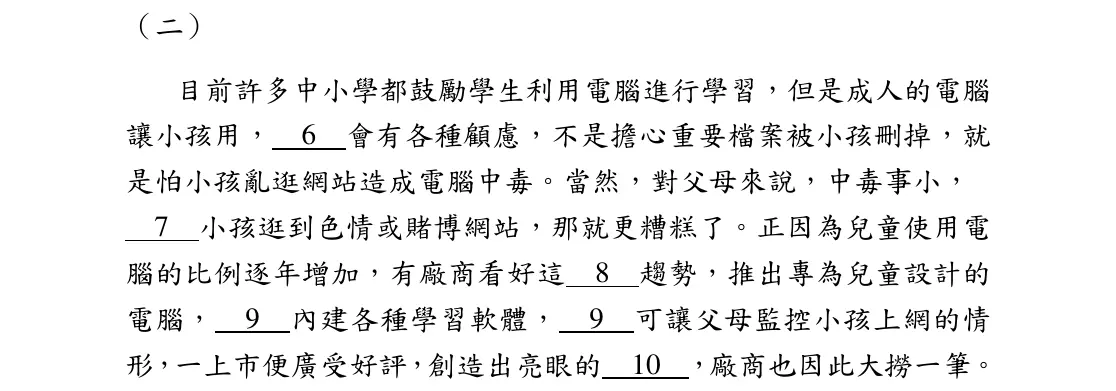 （二）
目前許多中小學都鼓勵學生利用電腦進行學習，但是成人的電腦
讓小孩用，　6　會有各種顧慮，不是擔心重要檔案被小孩刪掉，就
是怕小孩亂逛網站造成電腦中毒。當然，對父母來說，中毒事小，
　7　小孩逛到色情或賭博網站，那就更糟糕了。正因為兒童使用電
腦的比例逐年增加，有廠商看好這　8　趨勢，推出專為兒童設計的
電腦，　9　內建各種學習軟體，　9　可讓父母監控小孩上網的情
形，一上市便廣受好評，創造出亮眼的　10　，廠商也因此大撈一筆。